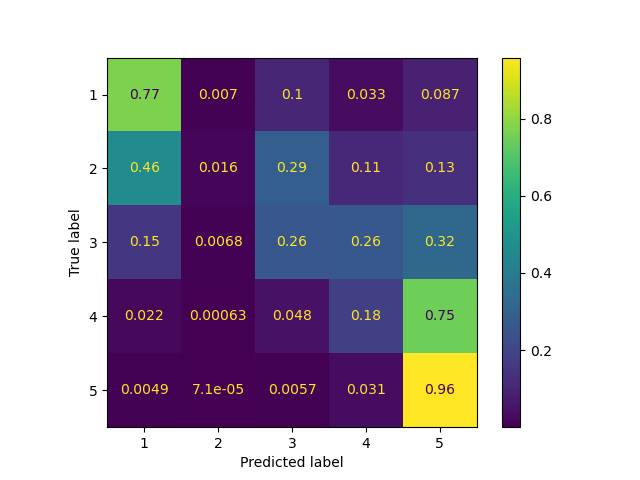 1 0.77 0.007 0.1 0.033 0.087
2 0.46 0.016 0.29 0.11 0.13
3 0.15 0.0068 0.26 0.26 0.32
4 0.022 0.00063 0.048 0.18 0.75
5 0.0049 7.1e-05 0.0057 0.031 0.96
1 2 3 4 5
Predicted label
True label
0.8
0.6
0.4
0.2